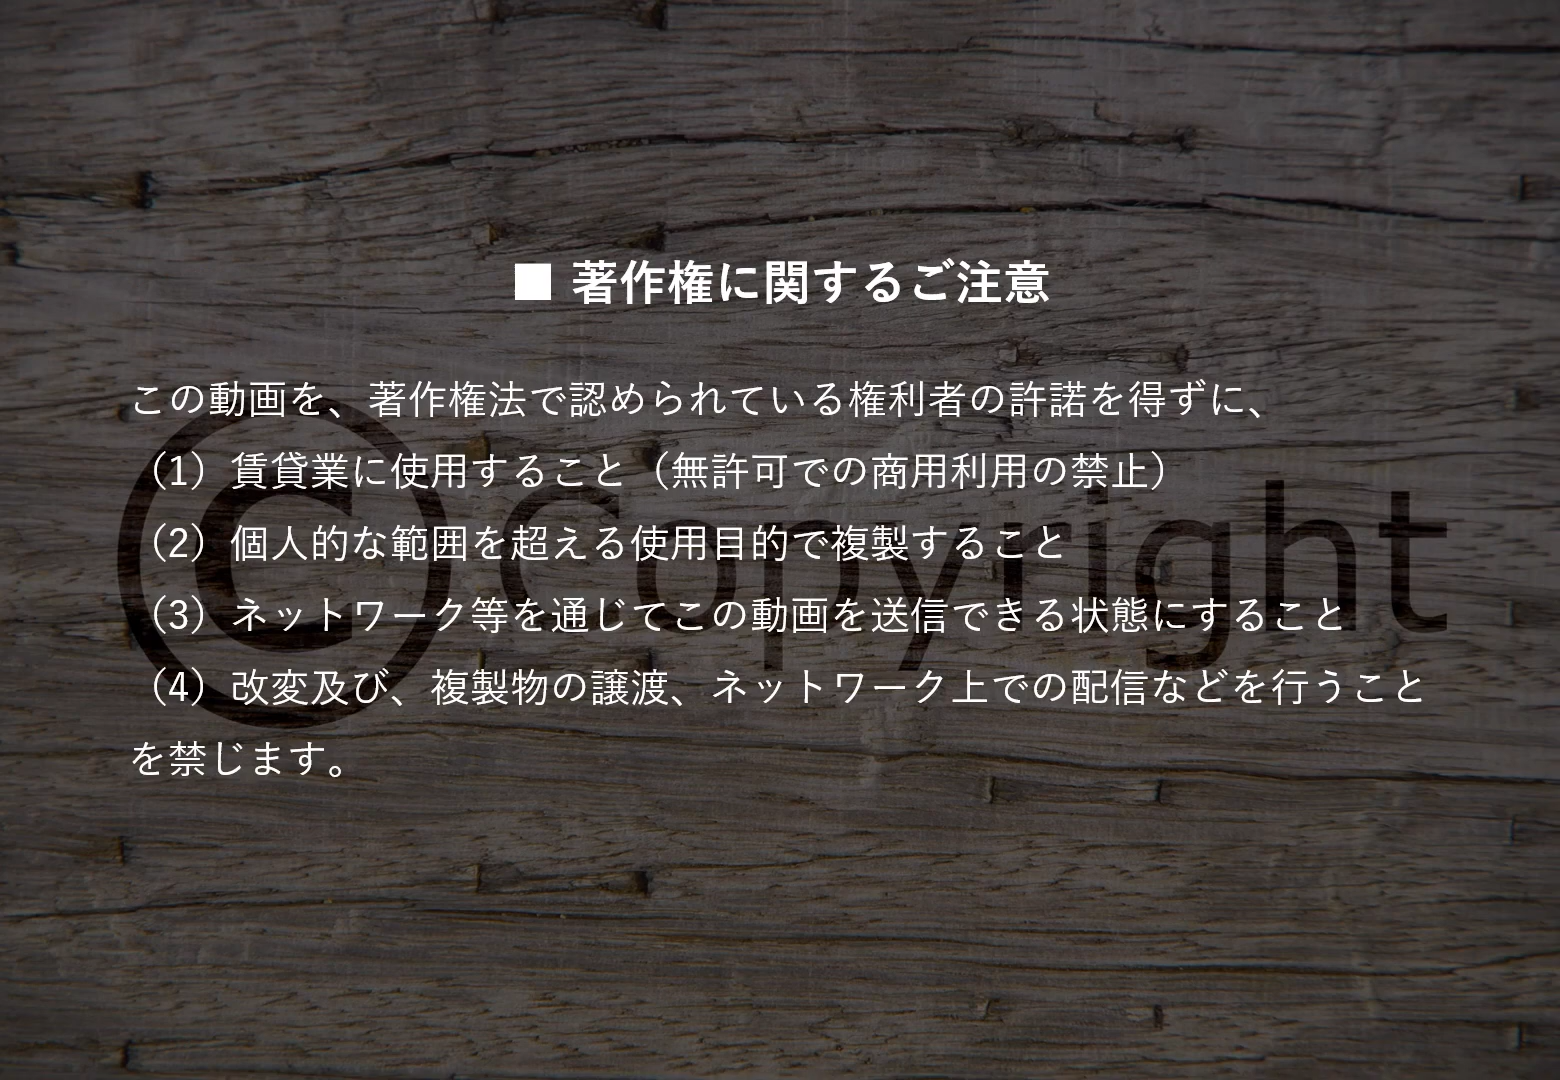 ■ 著作権に関するご注意
この動画を、著作権法で認められている権利者の許諾を得ずに、
（1）賃貸業に使用すること（無許可での商用利用の禁止）
（2）個人的な範囲を超える使用目的で複製すること
（3）ネットワーク等を通じてこの動画を送信できる状態にすること
（4）改変及び、複製物の譲渡、ネットワーク上での配信などを行うこと
を禁じます。
© Copyright